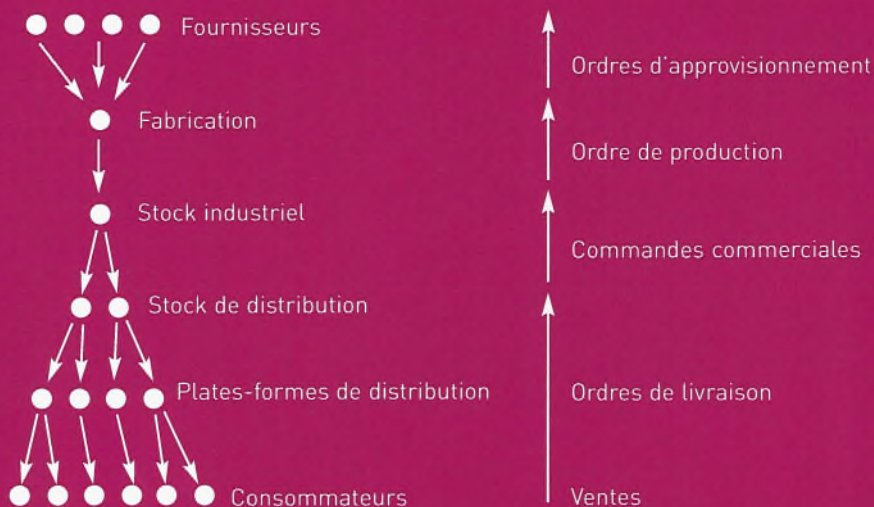 Fournisseurs
Ordres d'approvisionnement
Fabrication
Ordre de production
Stock industriel
Commandes commerciales
Stock de distribution
Plates-formes de distribution
Ordres de livraison
Consommateurs
Ventes